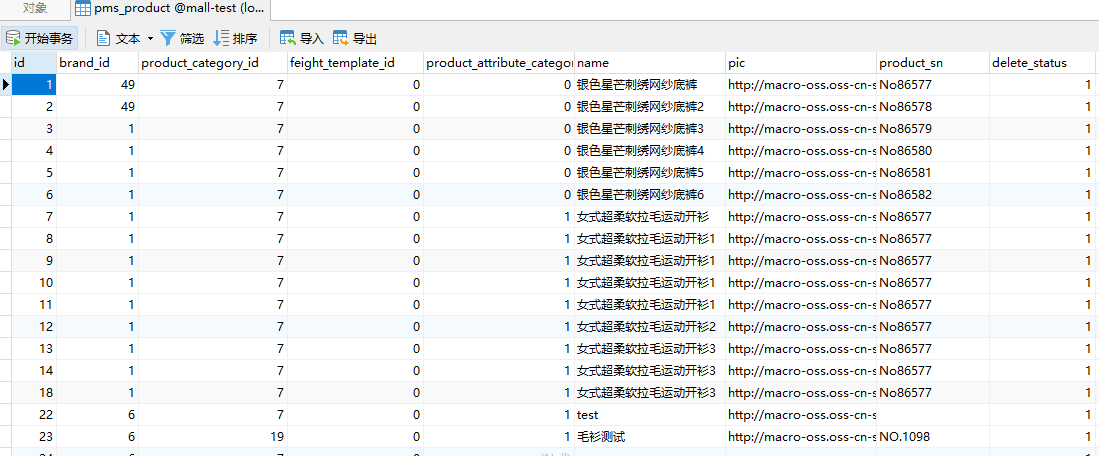 对象 pms_product @mall-test (lo...
开始事务 文本 筛选 排序 导入 导出
id brand_id product_category_id feight_template_id product_attribute_categor name pic product_sn delete_status
1 49 7 0 0 银色星芒刺绣网纱底裤 http://macro-oss.oss-cn-s No86577 1
2 49 7 0 0 银色星芒刺绣网纱底裤2 http://macro-oss.oss-cn-s No86578 1
3 1 7 0 0 银色星芒刺绣网纱底裤3 http://macro-oss.oss-cn-s No86579 1
4 1 7 0 0 银色星芒刺绣网纱底裤4 http://macro-oss.oss-cn-s No86580 1
5 1 7 0 0 银色星芒刺绣网纱底裤5 http://macro-oss.oss-cn-s No86581 1
6 1 7 0 0 银色星芒刺绣网纱底裤6 http://macro-oss.oss-cn-s No86582 1
7 1 7 0 1 女式超柔软拉毛运动开衫 http://macro-oss.oss-cn-s No86577 1
8 1 7 0 1 女式超柔软拉毛运动开衫1 http://macro-oss.oss-cn-s No86577 1
9 1 7 0 1 女式超柔软拉毛运动开衫1 http://macro-oss.oss-cn-s No86577 1
10 1 7 0 1 女式超柔软拉毛运动开衫1 http://macro-oss.oss-cn-s No86577 1
11 1 7 0 1 女式超柔软拉毛运动开衫1 http://macro-oss.oss-cn-s No86577 1
12 1 7 0 1 女式超柔软拉毛运动开衫2 http://macro-oss.oss-cn-s No86577 1
13 1 7 0 1 女式超柔软拉毛运动开衫3 http://macro-oss.oss-cn-s No86577 1
14 1 7 0 1 女式超柔软拉毛运动开衫3 http://macro-oss.oss-cn-s No86577 1
18 1 7 0 1 女式超柔软拉毛运动开衫3 http://macro-oss.oss-cn-s No86577 1
22 6 7 0 1 test http://macro-oss.oss-cn-s 1
23 6 19 0 1 毛衫测试 http://macro-oss.oss-cn-s NO.1098 1